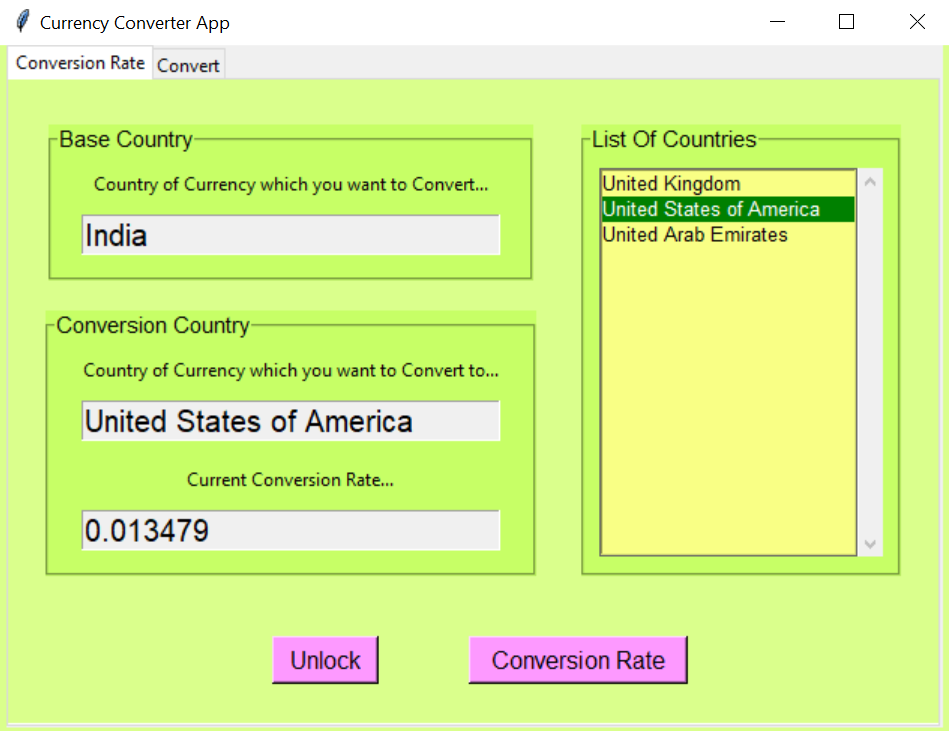 Currency Converter App
Conversion Rate
Convert
Base Country
Country of Currency which you want to Convert...
India
Conversion Country
Country of Currency which you want to Convert to...
United States of America
Current Conversion Rate...
0.013479
List Of Countries
United Kingdom
United States of America
United Arab Emirates
Unlock
Conversion Rate